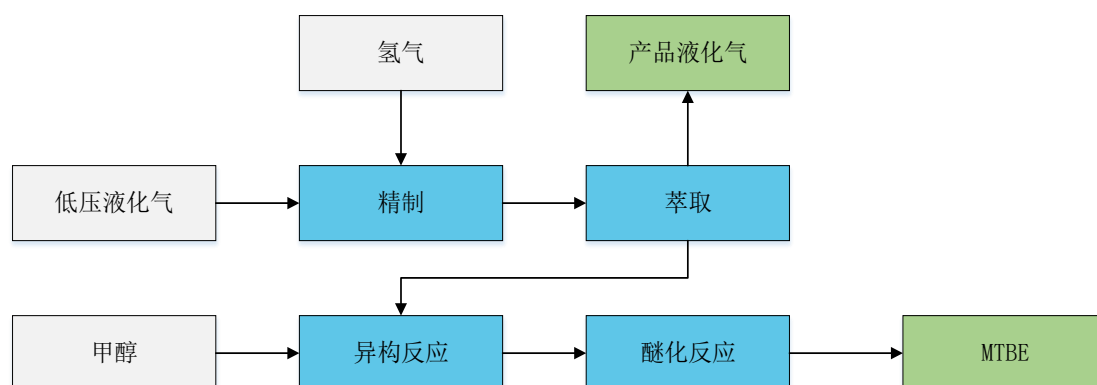 氢气
产品液化气
低压液化气
精制
萃取
甲醇
异构反应
醚化反应
MTBE